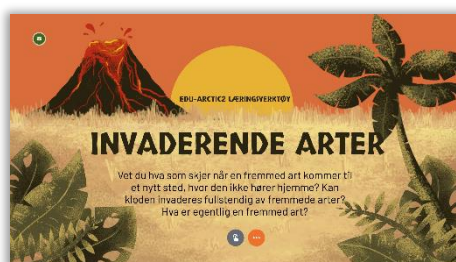 EDU-ARCTIC2 LÆRINGSVERKTØY
INVADERENDE ARTER
Vet du hva som skjer når en fremmed art kommer til
et nytt sted, hvor den ikke hører hjemme? Kan
kloden invaderes fullstendig av fremmede arter?
Hva er egentlig en fremmed art?